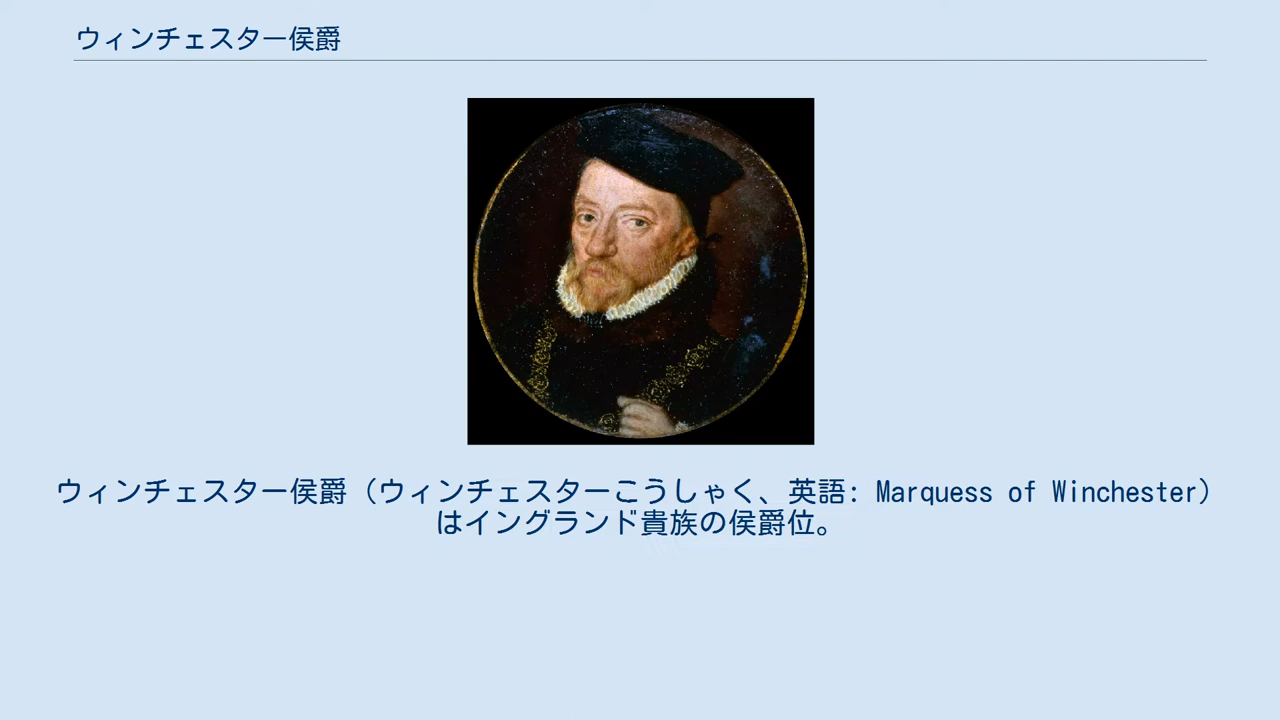 ウィンチェスター侯爵
ウィンチェスター侯爵（ウィンチェスターこうしゃく、英語: Marquess of Winchester）
はイングランド貴族の侯爵位。